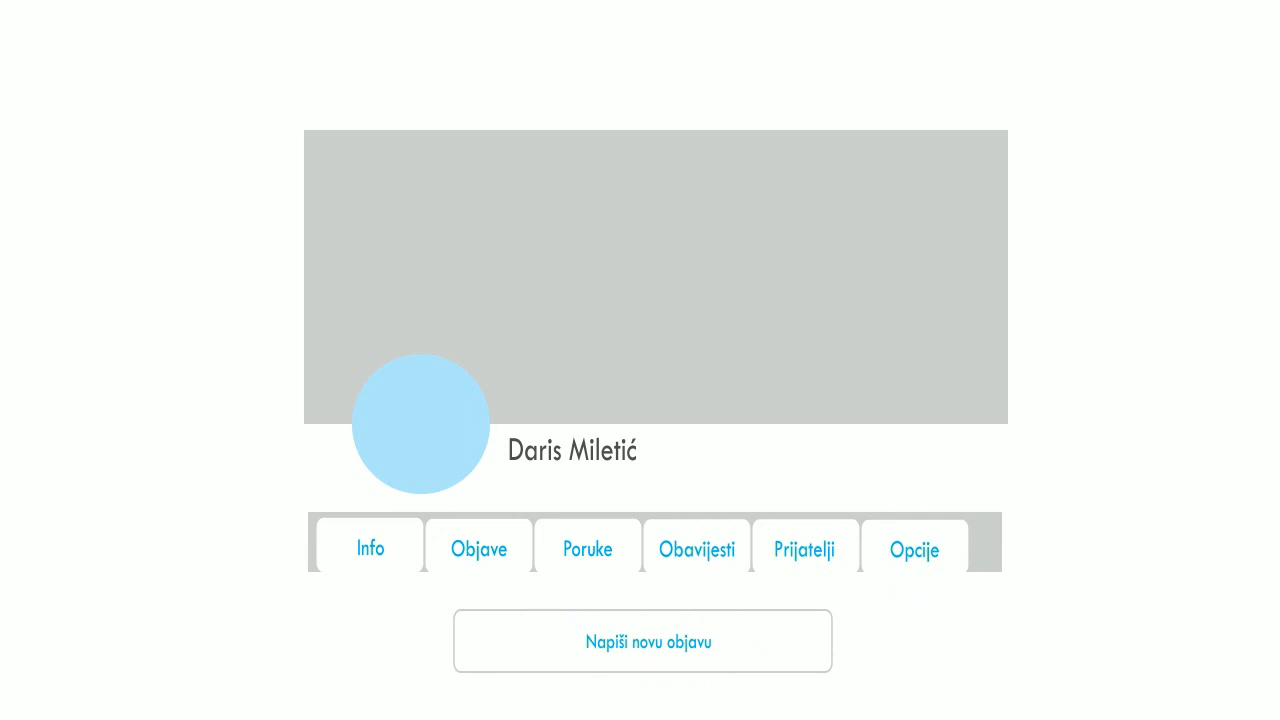 Daris Miletić
Info Objave Poruke Obavijesti Prijatelji Opcije
Napiši novu objavu